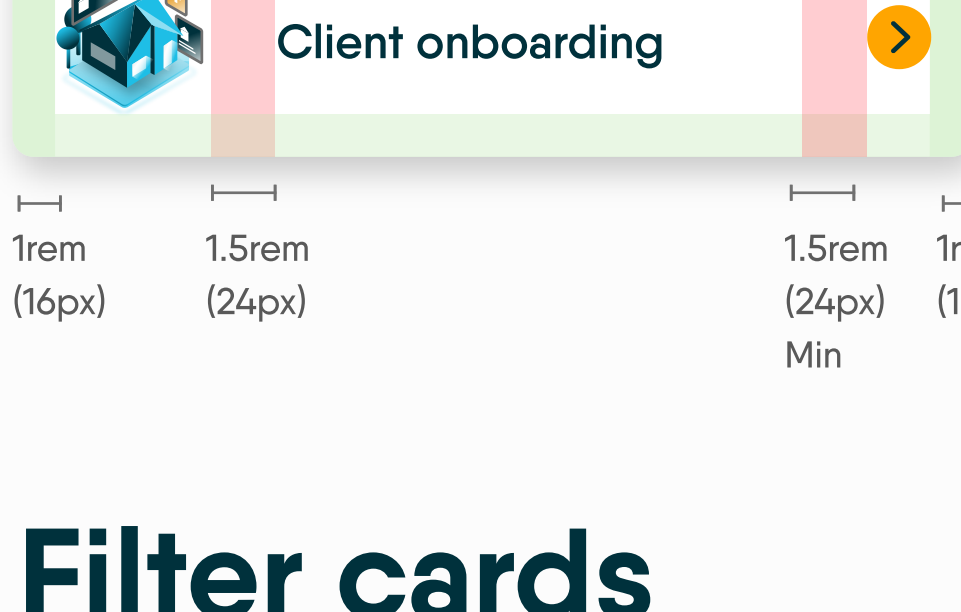 Client onboarding
1rem
(16px)
1.5rem
(24px)
1.5rem
(24px)
Min
Filter cards